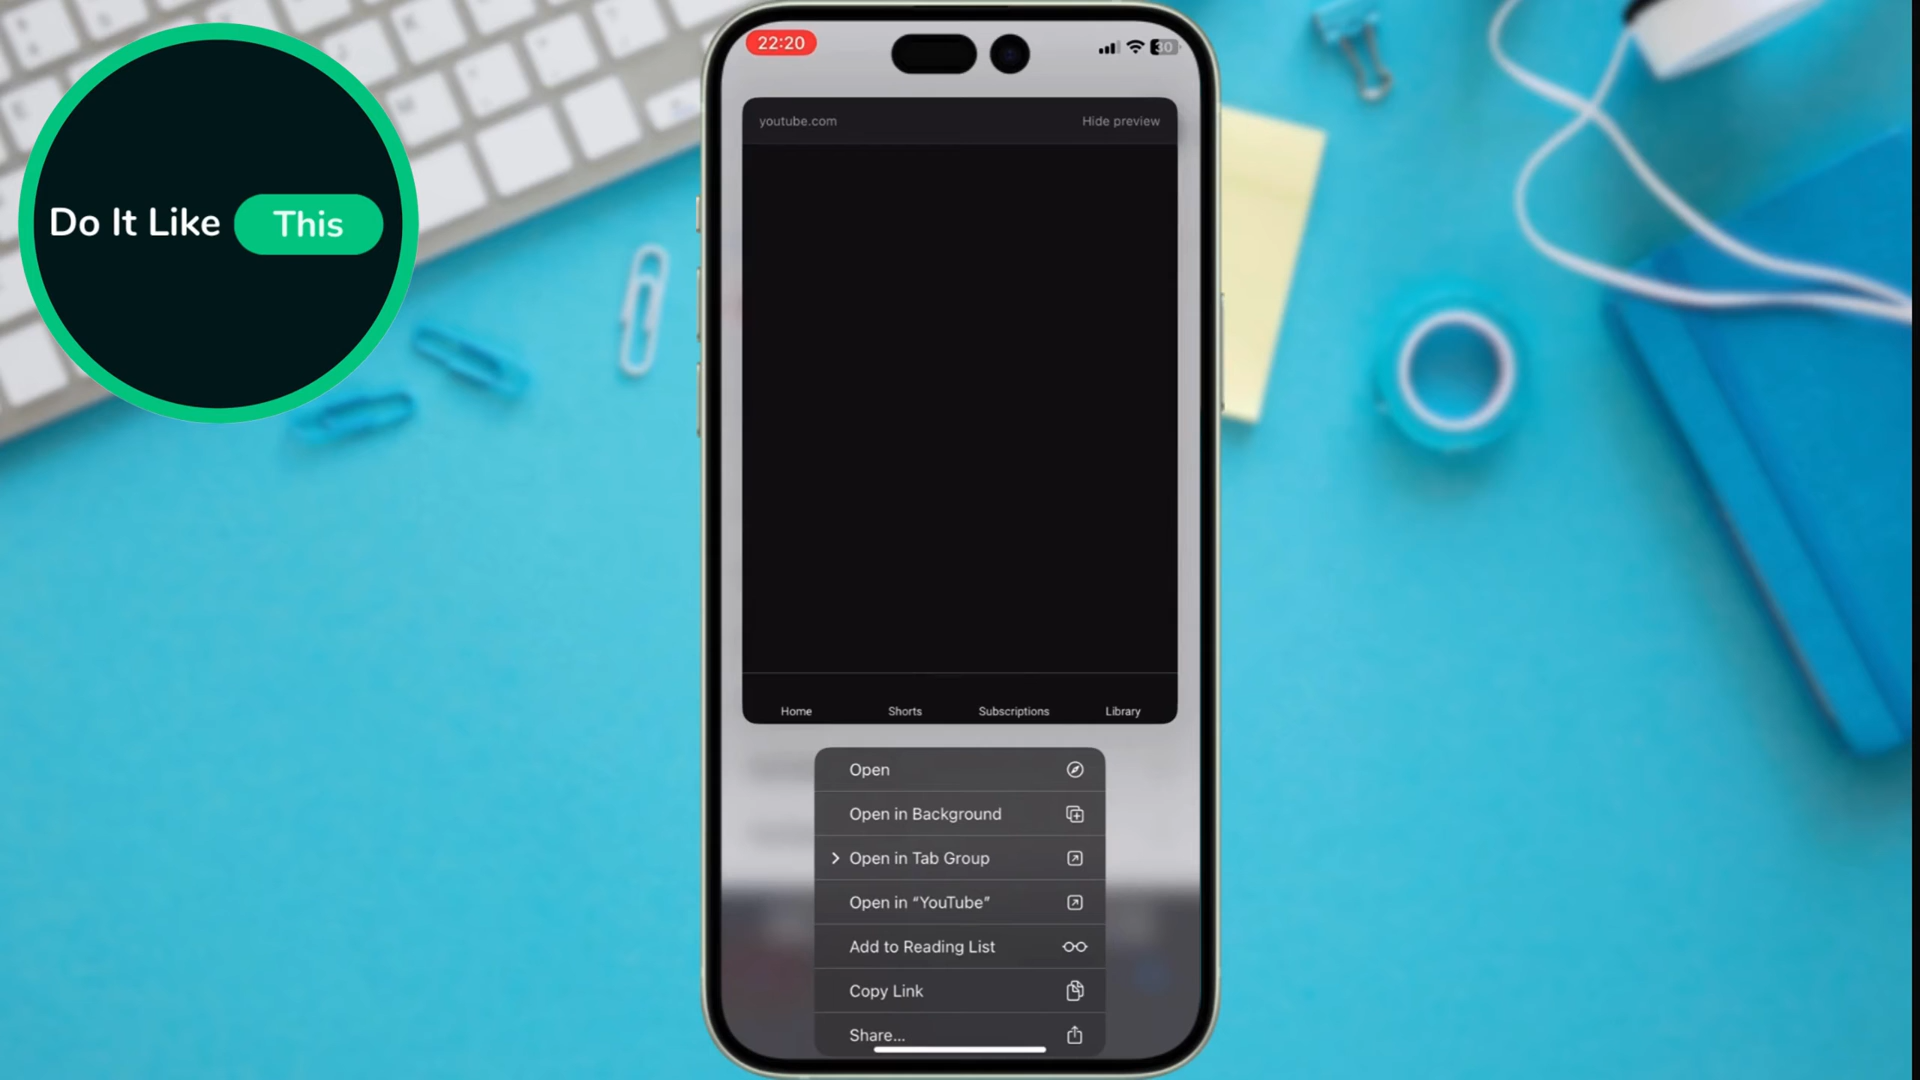 Do It Like This
22:20
30
youtube.com
Hide preview
Home
Shorts
Subscriptions
Library
Open
Open in Background
Open in Tab Group
Open in “YouTube”
Add to Reading List
Copy Link
Share...